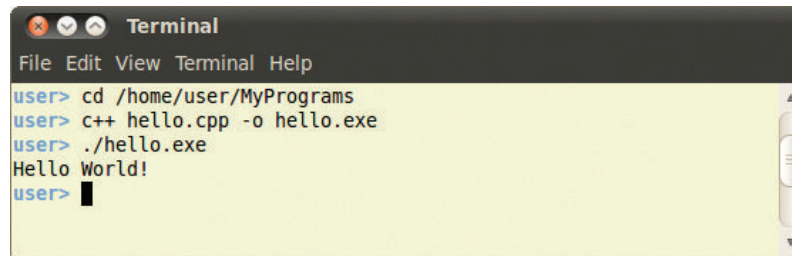 Terminal
File Edit View Terminal Help
user> cd /home/user/MyPrograms
user> c++ hello.cpp -o hello.exe
user> ./hello.exe
Hello World!
user>